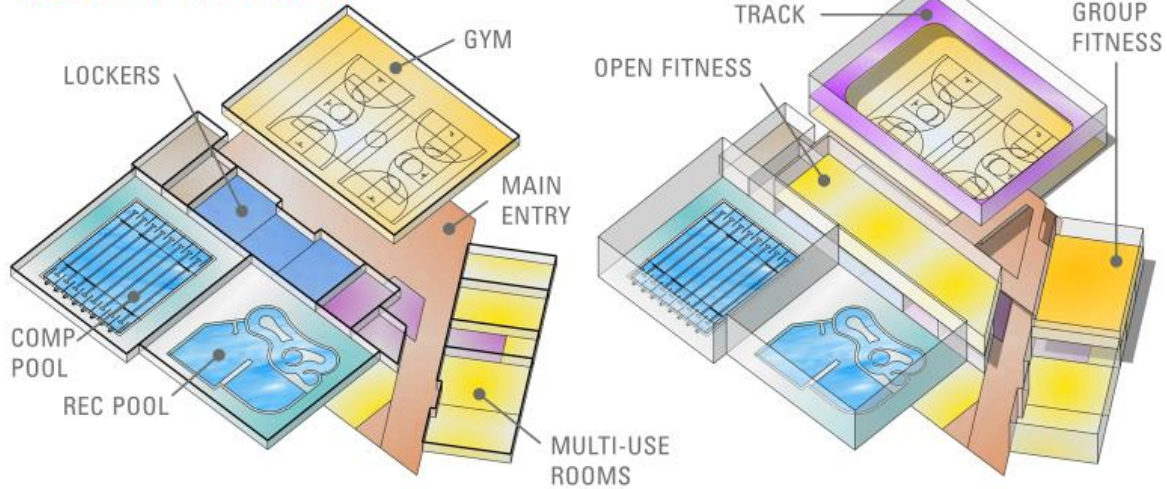 GYM
LOCKERS
MAIN
ENTRY
COMP
POOL
REC POOL
MULTI-USE
ROOMS
TRACK
GROUP
FITNESS
OPEN FITNESS